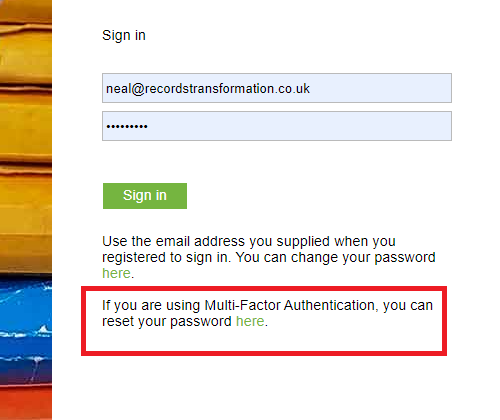 Sign in
neal@recordstransformation.co.uk
•••••••••
Sign in
Use the email address you supplied when you
registered to sign in. You can change your password
here.
If you are using Multi-Factor Authentication, you can
reset your password here.